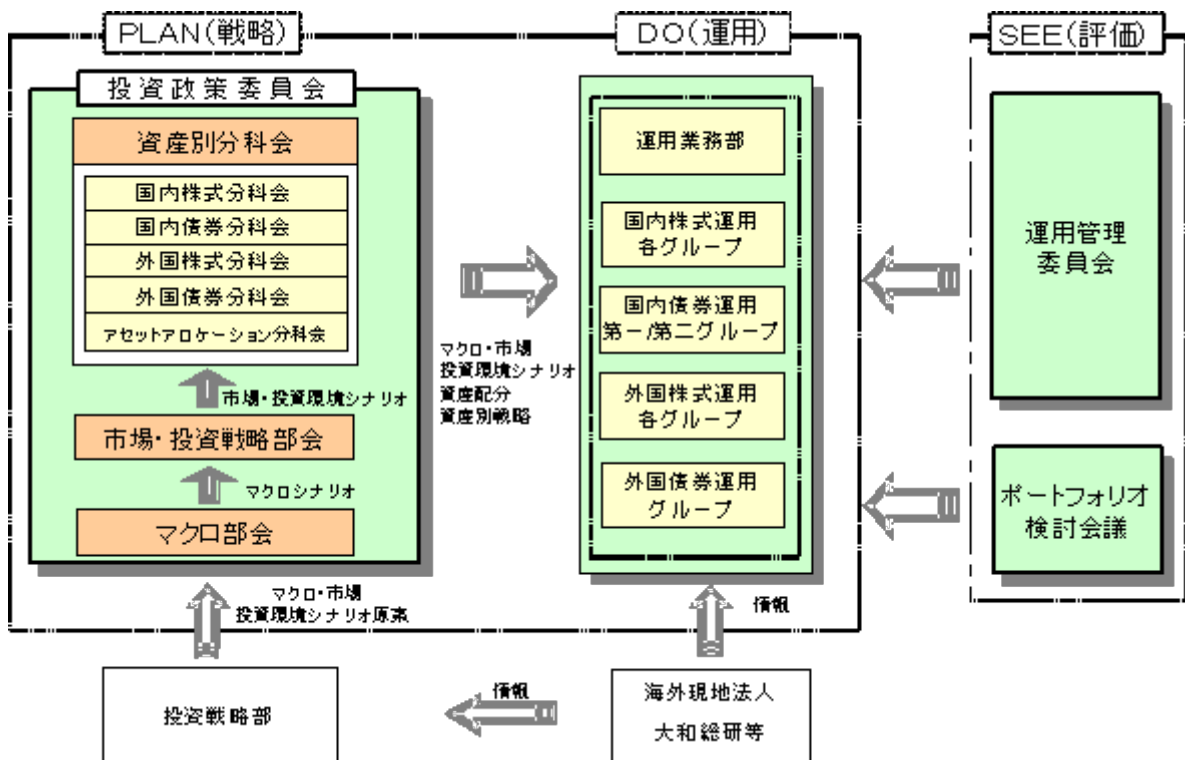 PLAN(戦略)
投資政策委員会
資産別分科会
国内株式分科会
国内債券分科会
外国株式分科会
外国債券分科会
アセットアロケーション分科会
市場・投資環境シナリオ
市場・投資戦略部会
マクロシナリオ
マクロ部会
マクロ・市場
投資環境シナリオ原案
投資戦略部
マクロ・市場
投資環境シナリオ
資産配分
資産別戦略
DO(運用)
運用業務部
国内株式運用
各グループ
国内債券運用
第一/第二グループ
外国株式運用
各グループ
外国債券運用
グループ
情報
情報
海外現地法人
大和総研等
SEE(評価)
運用管理
委員会
ポートフォリオ
検討会議